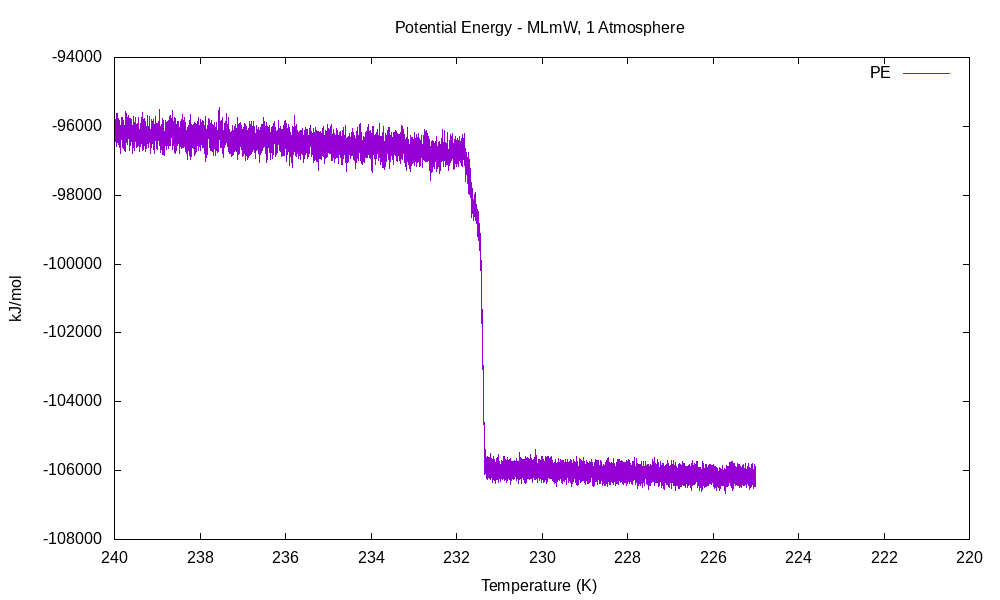 Potential Energy - MLmW, 1 Atmosphere
-94000
PE
-96000
-98000
-100000
kJ/mol
-102000
-104000
-106000
-108000
240 238 236 234 232 230 228 226 224 222 220
Temperature (K)